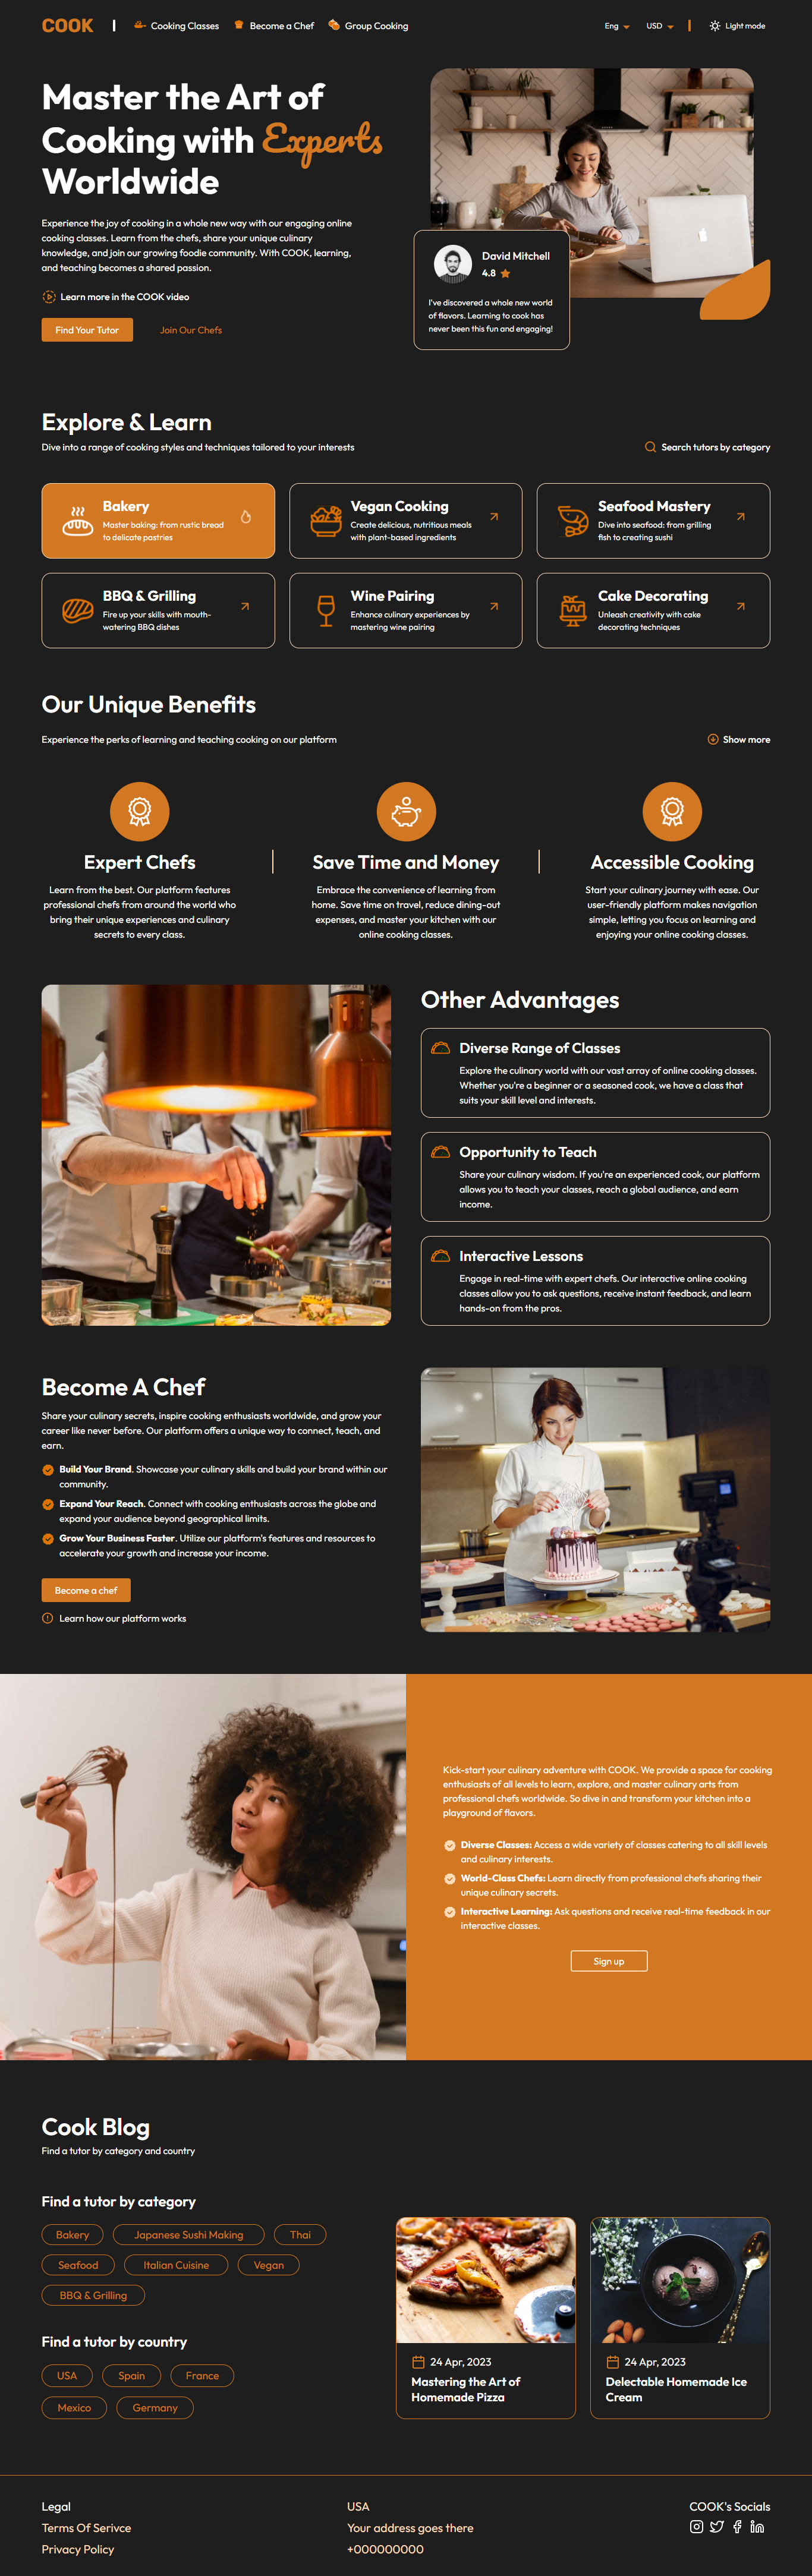 COOK
Cooking Classes
Become a Chef
Group Cooking
Eng
USD
Light mode
Master the Art of
Cooking with Experts
Worldwide
Experience the joy of cooking in a whole new way with our engaging online
cooking classes. Learn from the chefs, share your unique culinary
knowledge, and join our growing foodie community. With COOK, learning,
and teaching becomes a shared passion.
Learn more in the COOK video
Find Your Tutor
Join Our Chefs
David Mitchell
4.8
I've discovered a whole new world
of flavors. Learning to cook has
never been this fun and engaging!
Explore & Learn
Dive into a range of cooking styles and techniques tailored to your interests
Search tutors by category
Bakery
Master baking: from rustic bread
to delicate pastries
Vegan Cooking
Create delicious, nutritious meals
with plant-based ingredients
Seafood Mastery
Dive into seafood: from grilling
fish to creating sushi
BBQ & Grilling
Fire up your skills with mouth-
watering BBQ dishes
Wine Pairing
Enhance culinary experiences by
mastering wine pairing
Cake Decorating
Unleash creativity with cake
decorating techniques
Our Unique Benefits
Experience the perks of learning and teaching cooking on our platform
Show more
Expert Chefs
Learn from the best. Our platform features
professional chefs from around the world who
bring their unique experiences and culinary
secrets to every class.
Save Time and Money
Embrace the convenience of learning from
home. Save time on travel, reduce dining-out
expenses, and master your kitchen with our
online cooking classes.
Accessible Cooking
Start your culinary journey with ease. Our
user-friendly platform makes navigation
simple, letting you focus on learning and
enjoying your online cooking classes.
Other Advantages
Diverse Range of Classes
Explore the culinary world with our vast array of online cooking classes.
Whether you're a beginner or a seasoned cook, we have a class that
suits your skill level and interests.
Opportunity to Teach
Share your culinary wisdom. If you're an experienced cook, our platform
allows you to teach your classes, reach a global audience, and earn
income.
Interactive Lessons
Engage in real-time with expert chefs. Our interactive online cooking
classes allow you to ask questions, receive instant feedback, and learn
hands-on from the pros.
Become A Chef
Share your culinary secrets, inspire cooking enthusiasts worldwide, and grow your
career like never before. Our platform offers a unique way to connect, teach, and
earn.
Build Your Brand. Showcase your culinary skills and build your brand within our
community.
Expand Your Reach. Connect with cooking enthusiasts across the globe and
expand your audience beyond geographical limits.
Grow Your Business Faster. Utilize our platform's features and resources to
accelerate your growth and increase your income.
Become a chef
Learn how our platform works
Kick-start your culinary adventure with COOK. We provide a space for cooking
enthusiasts of all levels to learn, explore, and master culinary arts from
professional chefs worldwide. So dive in and transform your kitchen into a
playground of flavors.
Diverse Classes: Access a wide variety of classes catering to all skill levels
and culinary interests.
World-Class Chefs: Learn directly from professional chefs sharing their
unique culinary secrets.
Interactive Learning: Ask questions and receive real-time feedback in our
interactive classes.
Sign up
Cook Blog
Find a tutor by category and country
Find a tutor by category
Bakery
Japanese Sushi Making
Thai
Seafood
Italian Cuisine
Vegan
BBQ & Grilling
Find a tutor by country
USA
Spain
France
Mexico
Germany
24 Apr, 2023
Mastering the Art of
Homemade Pizza
24 Apr, 2023
Delectable Homemade Ice
Cream
Legal
Terms Of Serivce
Privacy Policy
USA
Your address goes there
+000000000
COOK's Socials